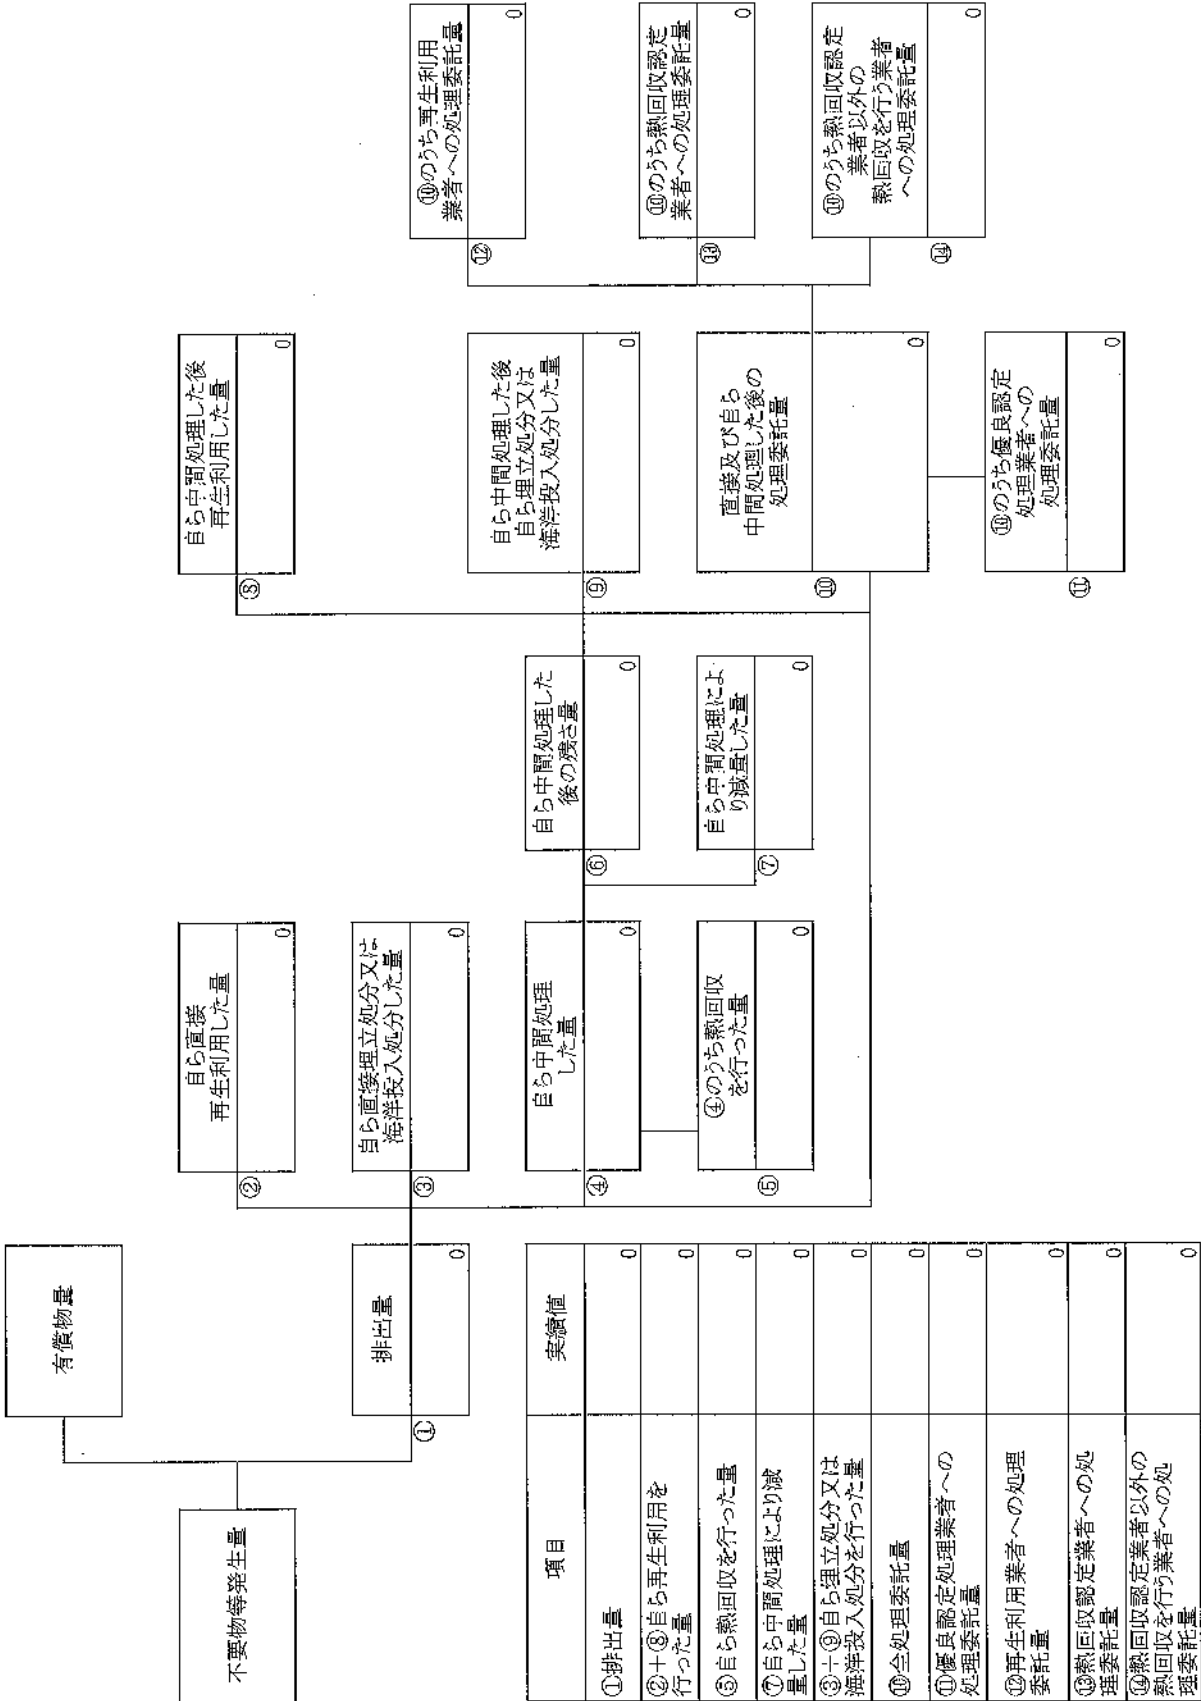 不要物等発生量
有償物量
①
排出量
0
②
自ら直接
再生利用した量
0
③
自ら直接埋立処分又は
海洋投入処分した量
0
④
自ら中間処理
した量
0
⑤
④のうち熱回収
を行った量
0
⑥
自ら中間処理した
後の残さ量
0
⑦
自ら中間処理によ
り減量した量
0
⑧
自ら中間処理した後
再生利用した量
0
⑨
自ら中間処理した後
自ら埋立処分又は
海洋投入処分した量
0
⑩
直接及び自ら
中間処理した後の
処理委託量
0
⑪
⑩のうち優良認定
処理業者への
処理委託量
0
⑫
⑩のうち再生利用
業者への処理委託量
0
⑬
⑩のうち熱回収認定
業者への処理委託量
0
⑭
⑩のうち熱回収認定
業者以外の
熱回収を行う業者
への処理委託量
0
項目 実績値
①排出量 0
②+⑧自ら再生利用を
行った量 0
⑤自ら熱回収を行った量 0
⑦自ら中間処理により減
量した量 0
③+⑨自ら埋立処分又は
海洋投入処分を行った量 0
⑩全処理委託量 0
⑪優良認定処理業者への
処理委託量 0
⑫再生利用業者への処理
委託量 0
⑬熱回収認定業者への処
理委託量 0
⑭熱回収認定業者以外の
熱回収を行う業者への処
理委託量 0